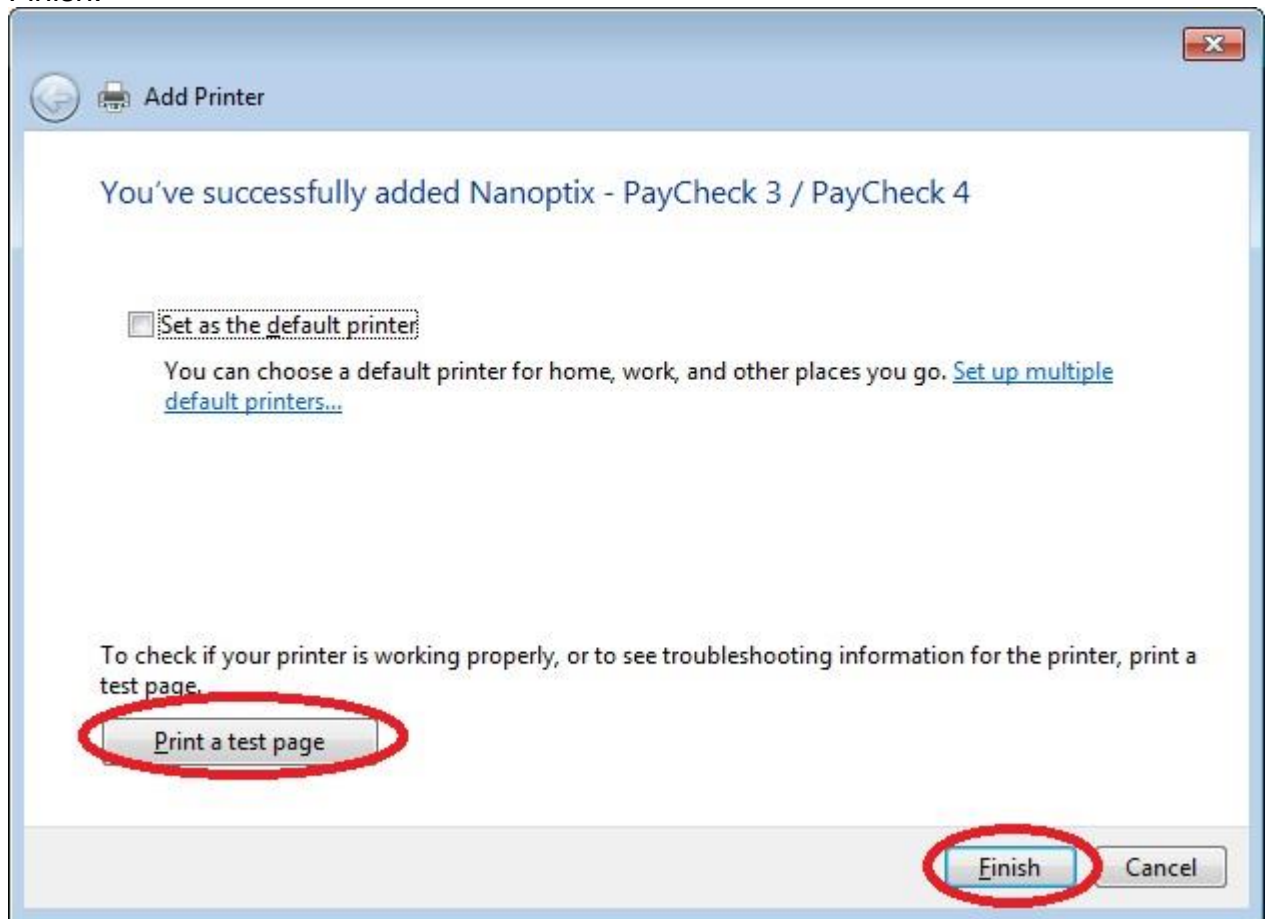 Finish.
Add Printer
You've successfully added Nanoptix - PayCheck 3 / PayCheck 4
Set as the default printer
You can choose a default printer for home, work, and other places you go. Set up multiple
default printers...
To check if your printer is working properly, or to see troubleshooting information for the printer, print a
test page.
Print a test page
Finish Cancel